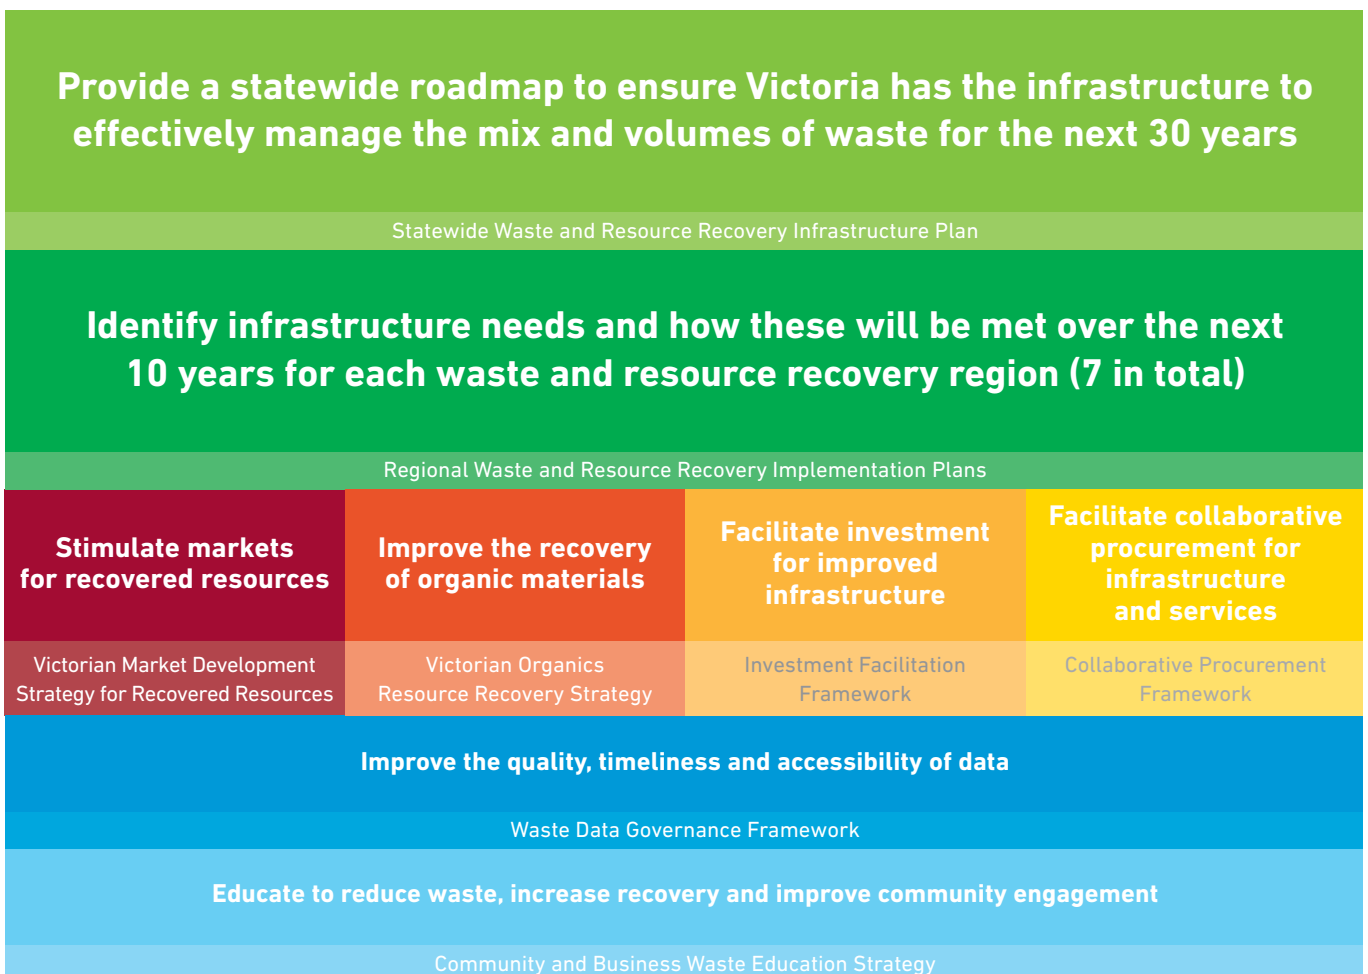 Provide a statewide roadmap to ensure Victoria has the infrastructure to
effectively manage the mix and volumes of waste for the next 30 years
Statewide Waste and Resource Recovery Infrastructure Plan
Identify infrastructure needs and how these will be met over the next
10 years for each waste and resource recovery region (7 in total)
Regional Waste and Resource Recovery Implementation Plans
Stimulate markets
for recovered resources
Victorian Market Development
Strategy for Recovered Resources
Improve the recovery
of organic materials
Victorian Organics
Resource Recovery Strategy
Facilitate investment
for improved
infrastructure
Investment Facilitation
Framework
Facilitate collaborative
procurement for
infrastructure
and services
Collaborative Procurement
Framework
Improve the quality, timeliness and accessibility of data
Waste Data Governance Framework
Educate to reduce waste, increase recovery and improve community engagement
Community and Business Waste Education Strategy